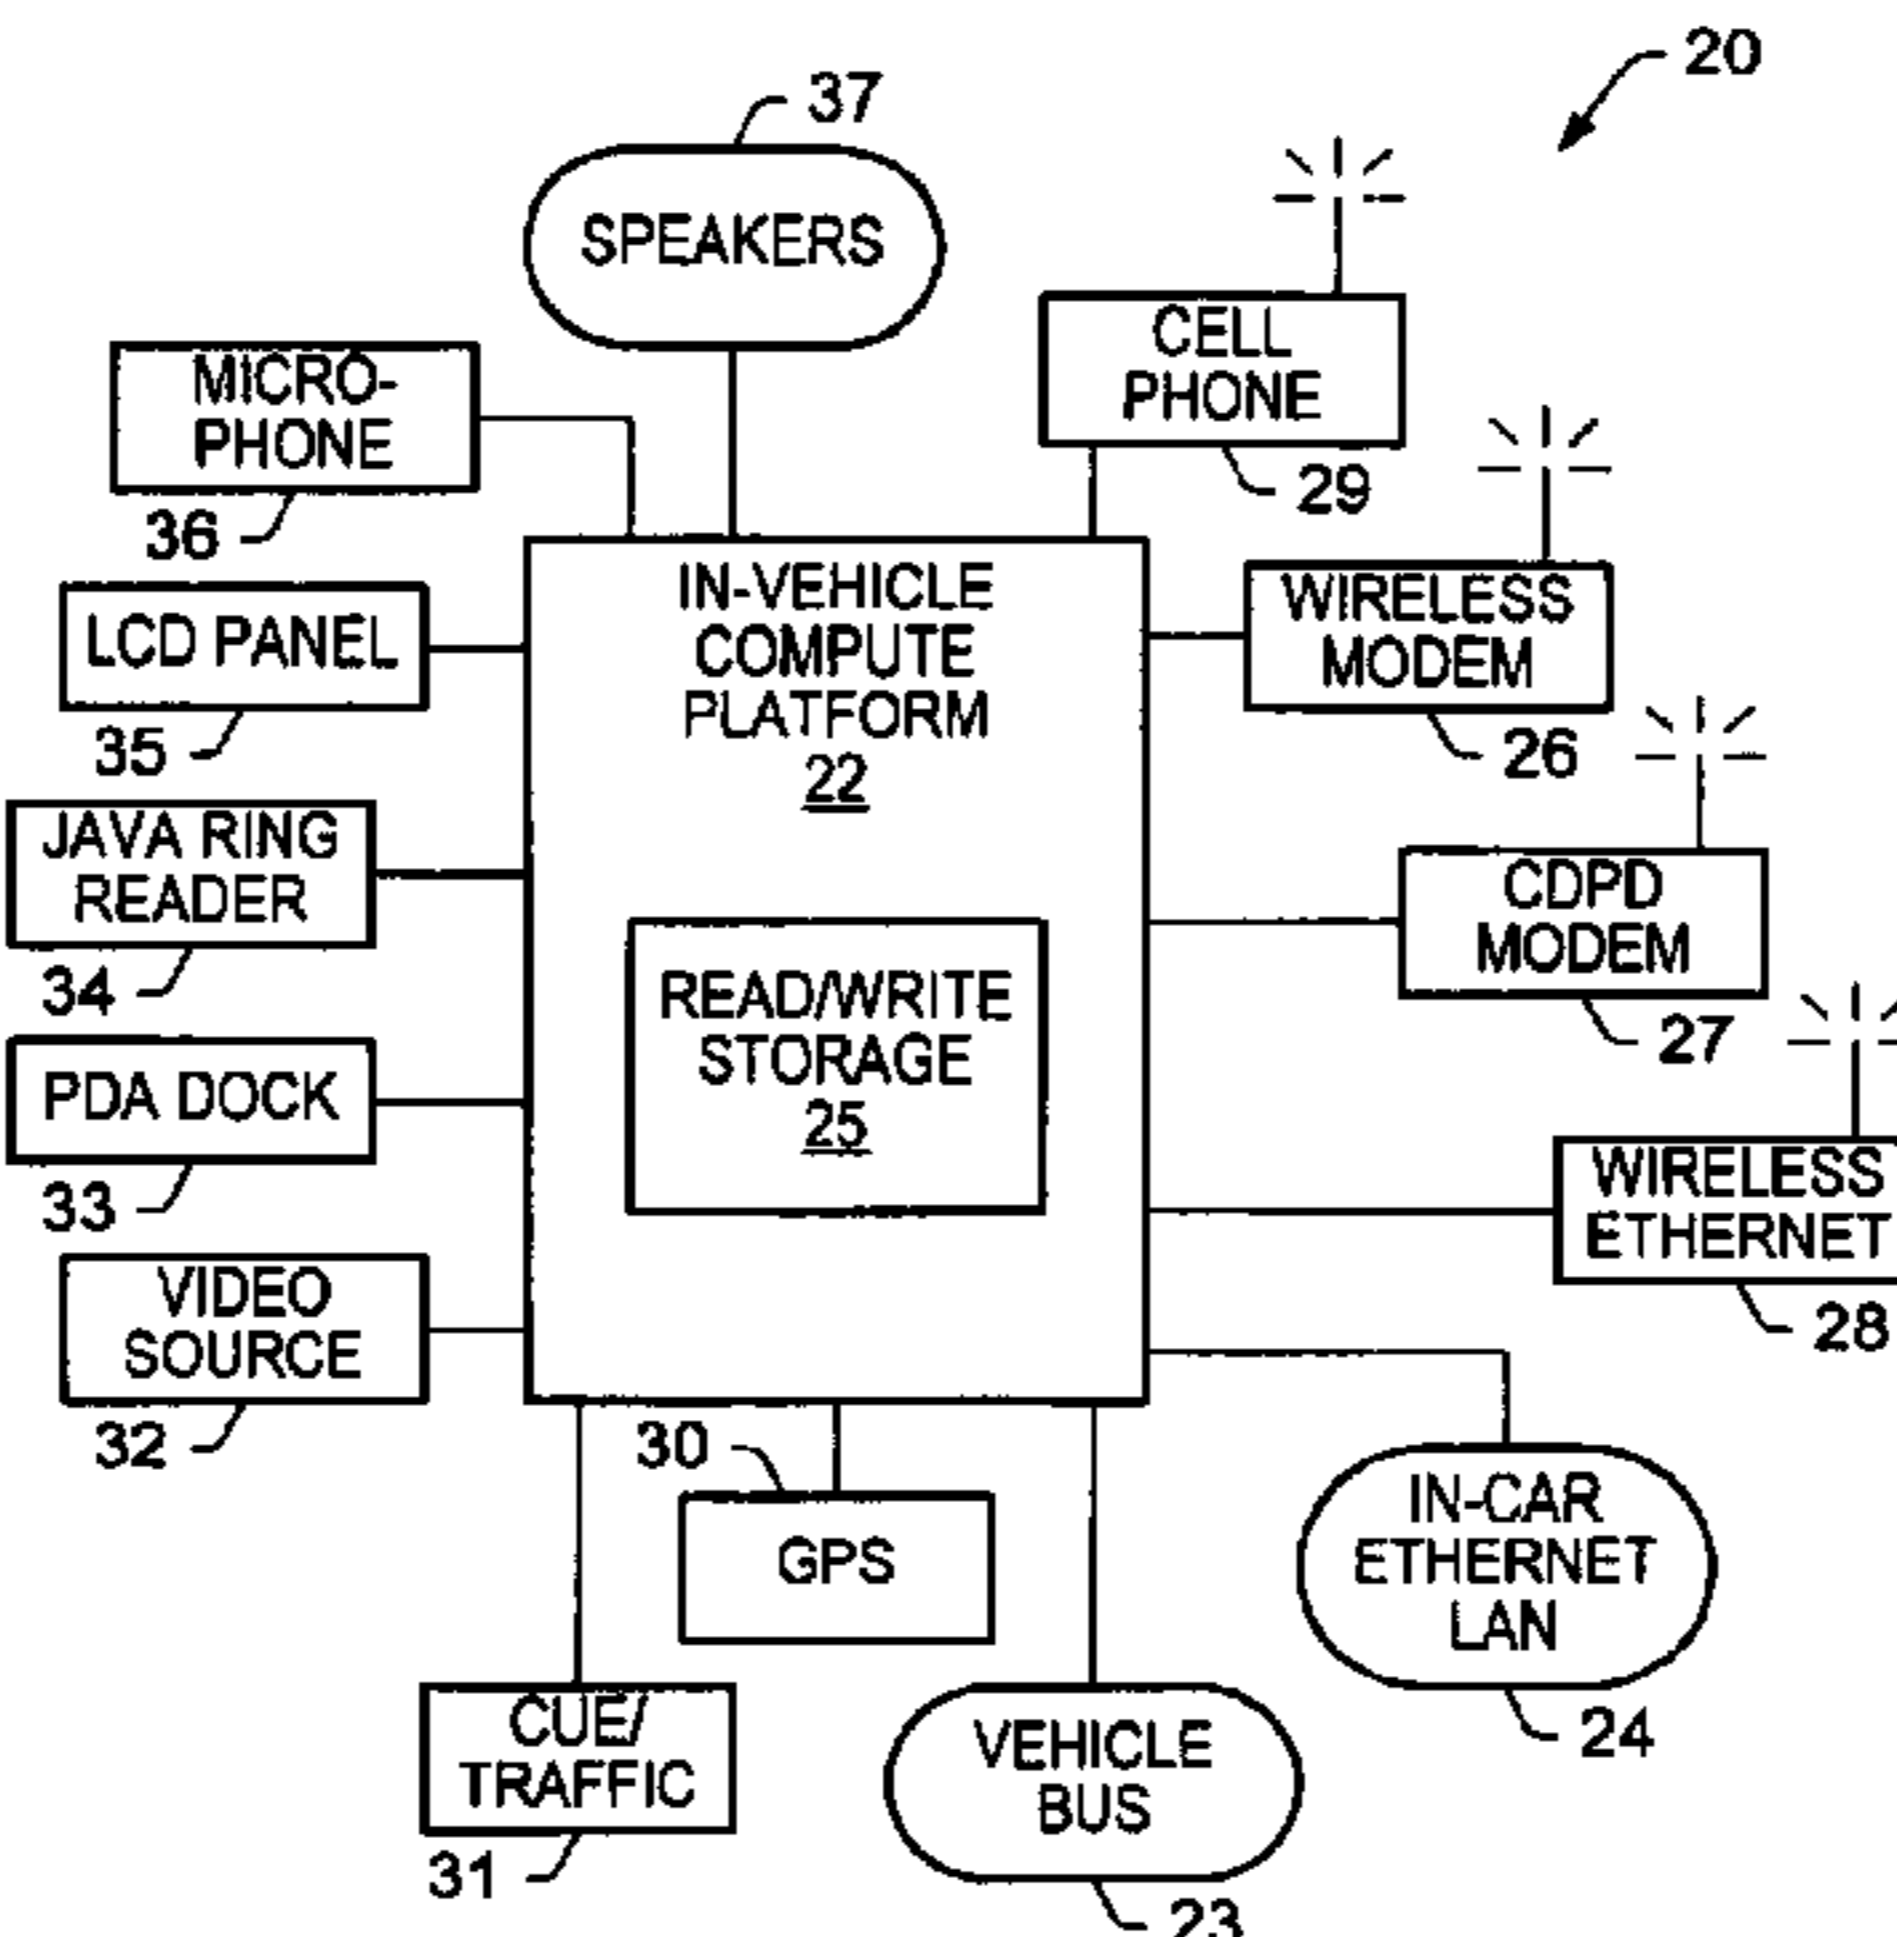 20
37
SPEAKERS
CELL
PHONE
29
MICRO-
PHONE
36
IN-VEHICLE
COMPUTE
PLATFORM
22
WIRELESS
MODEM
26
LCD PANEL
35
JAVA RING
READER
34
CDPD
MODEM
27
READ/WRITE
STORAGE
25
PDA DOCK
33
WIRELESS
ETHERNET
28
VIDEO
SOURCE
32
30
GPS
IN-CAR
ETHERNET
LAN
24
CUE/
TRAFFIC
31
VEHICLE
BUS
23